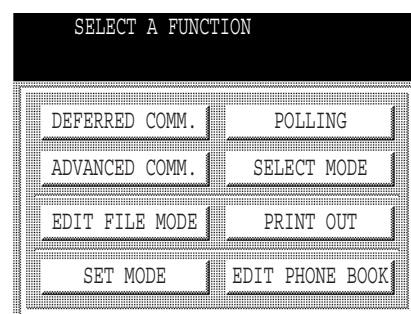 SELECT A FUNCTION
DEFERRED COMM. POLLING
ADVANCED COMM. SELECT MODE
EDIT FILE MODE PRINT OUT
SET MODE EDIT PHONE BOOK